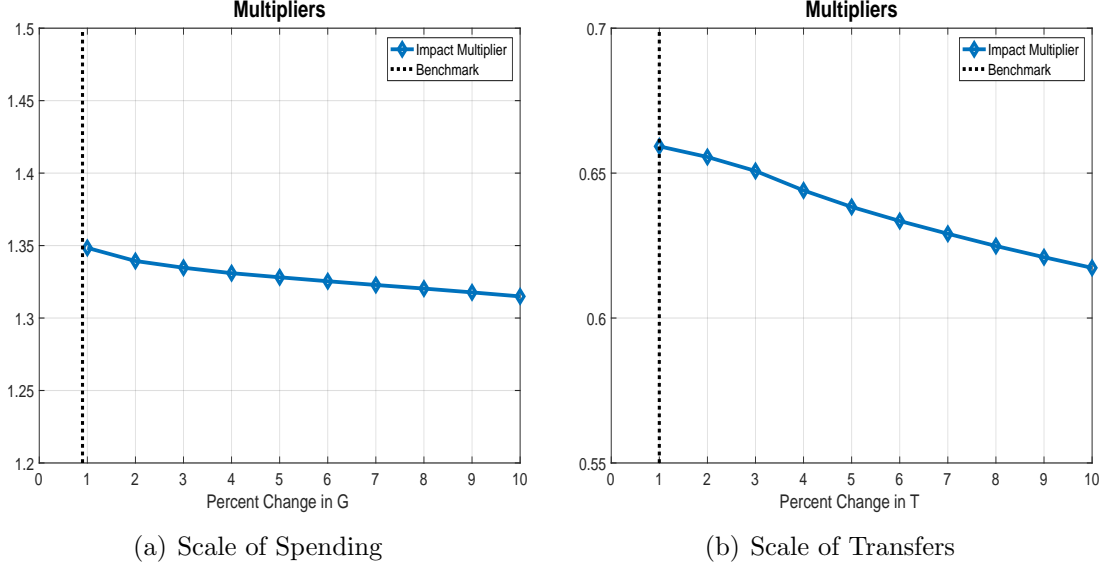 Multipliers
1.5
1.45
1.4
1.35
1.3
1.25
1.2
0 1 2 3 4 5 6 7 8 9 10
Percent Change in G
Impact Multiplier
Benchmark
(a) Scale of Spending
Multipliers
0.7
0.65
0.6
0.55
0 1 2 3 4 5 6 7 8 9 10
Percent Change in T
Impact Multiplier
Benchmark
(b) Scale of Transfers